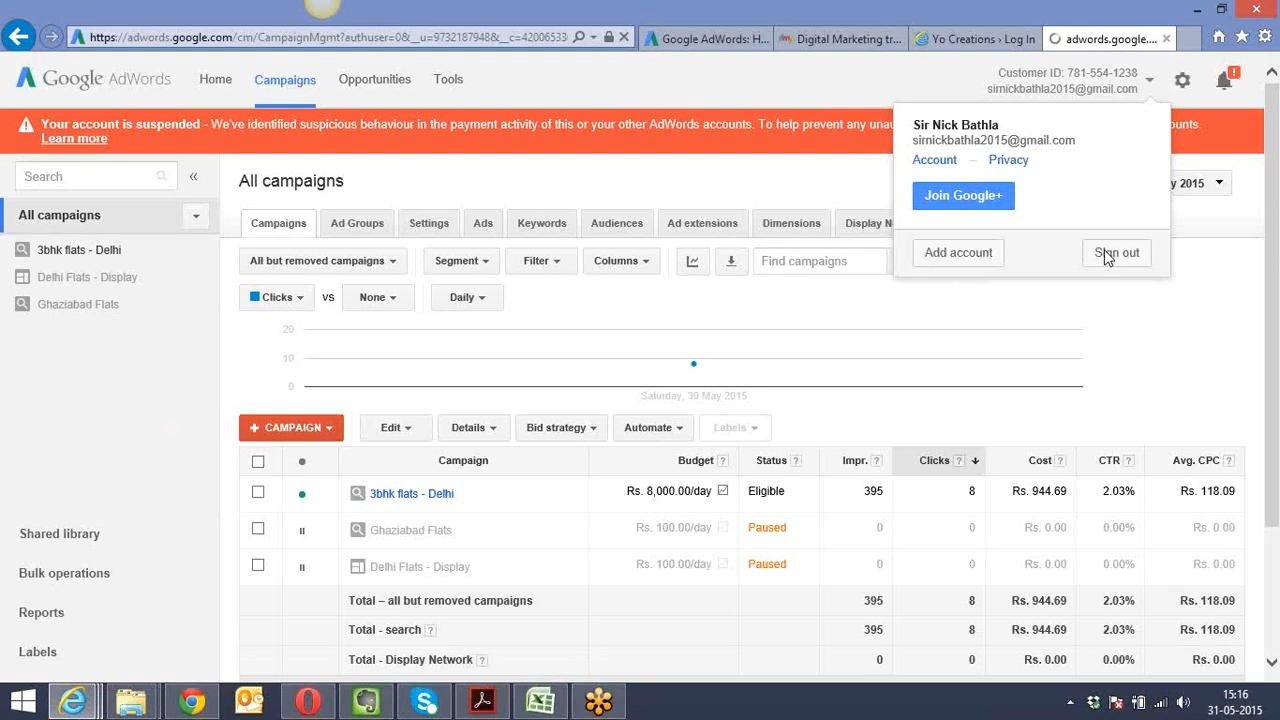 https://adwords.google.com/cm/CampaignMgmt?authuser=0&__u=9732187948&__c=42006533
Google AdWords: H...
Digital Marketing tr...
Yo Creations › Log In
adwords.google....
Google AdWords
Home
Campaigns
Opportunities
Tools
Customer ID: 781-554-1238
sirnickbathla2015@gmail.com
!
Your account is suspended - We've identified suspicious behaviour in the payment activity of this or your other AdWords accounts. To help prevent any unau
ounts.
Learn more
Sir Nick Bathla
sirnickbathla2015@gmail.com
Account – Privacy
Join Google+
Add account
Sign out
Search
«
All campaigns
3bhk flats - Delhi
Delhi Flats - Display
Ghaziabad Flats
Shared library
Bulk operations
Reports
Labels
All campaigns
y 2015
Campaigns
Ad Groups
Settings
Ads
Keywords
Audiences
Ad extensions
Dimensions
Display N
All but removed campaigns
Segment
Filter
Columns
Find campaigns
Clicks
VS
None
Daily
20
10
0
Saturday, 30 May 2015
+ CAMPAIGN
Edit
Details
Bid strategy
Automate
Labels
Campaign Budget ? Status ? Impr. ? Clicks ? Cost ? CTR ? Avg. CPC ?
3bhk flats - Delhi Rs. 8,000.00/day Eligible 395 8 Rs. 944.69 2.03% Rs. 118.09
Ghaziabad Flats Rs. 100.00/day Paused 0 0 Rs. 0.00 0.00% Rs. 0.00
Delhi Flats - Display Rs. 100.00/day Paused 0 0 Rs. 0.00 0.00% Rs. 0.00
Total – all but removed campaigns 395 8 Rs. 944.69 2.03% Rs. 118.09
Total - search ? 395 8 Rs. 944.69 2.03% Rs. 118.09
Total - Display Network ? 0 0 Rs. 0.00 0.00% Rs. 0.00
15:16
31-05-2015